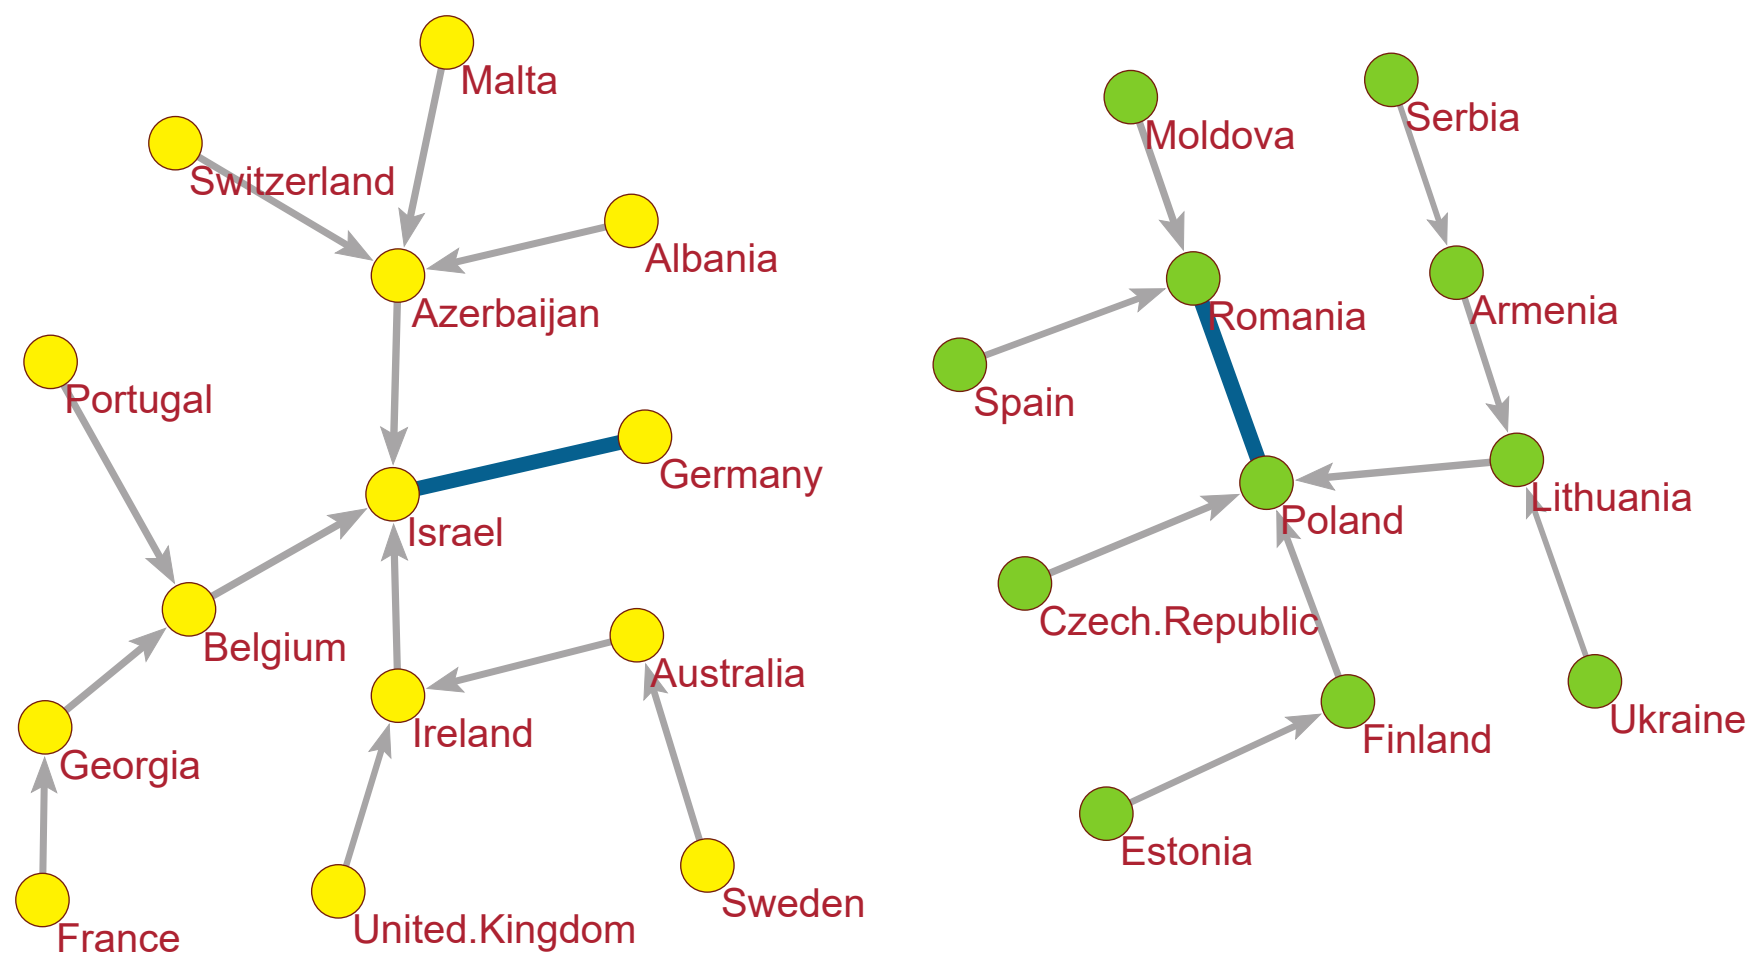 Malta
Switzerland
Albania
Azerbaijan
Portugal
Germany
Israel
Belgium
Australia
Ireland
Georgia
Sweden
United.Kingdom
France
Serbia
Moldova
Armenia
Romania
Spain
Lithuania
Poland
Czech.Republic
Ukraine
Finland
Estonia